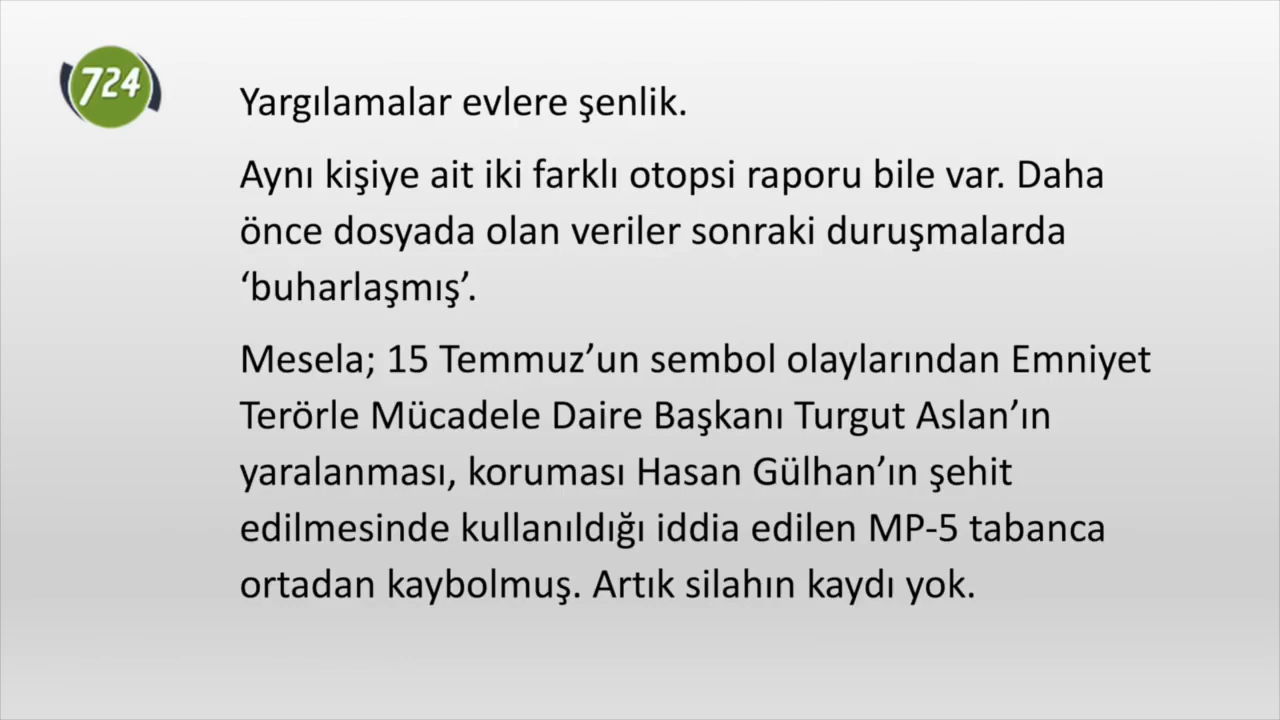 724
Yargılamalar evlere şenlik.
Aynı kişiye ait iki farklı otopsi raporu bile var. Daha
önce dosyada olan veriler sonraki duruşmalarda
‘buharlaşmış’.
Mesela; 15 Temmuz’un sembol olaylarından Emniyet
Terörle Mücadele Daire Başkanı Turgut Aslan’ın
yaralanması, koruması Hasan Gülhan’ın şehit
edilmesinde kullanıldığı iddia edilen MP-5 tabanca
ortadan kaybolmuş. Artık silahın kaydı yok.